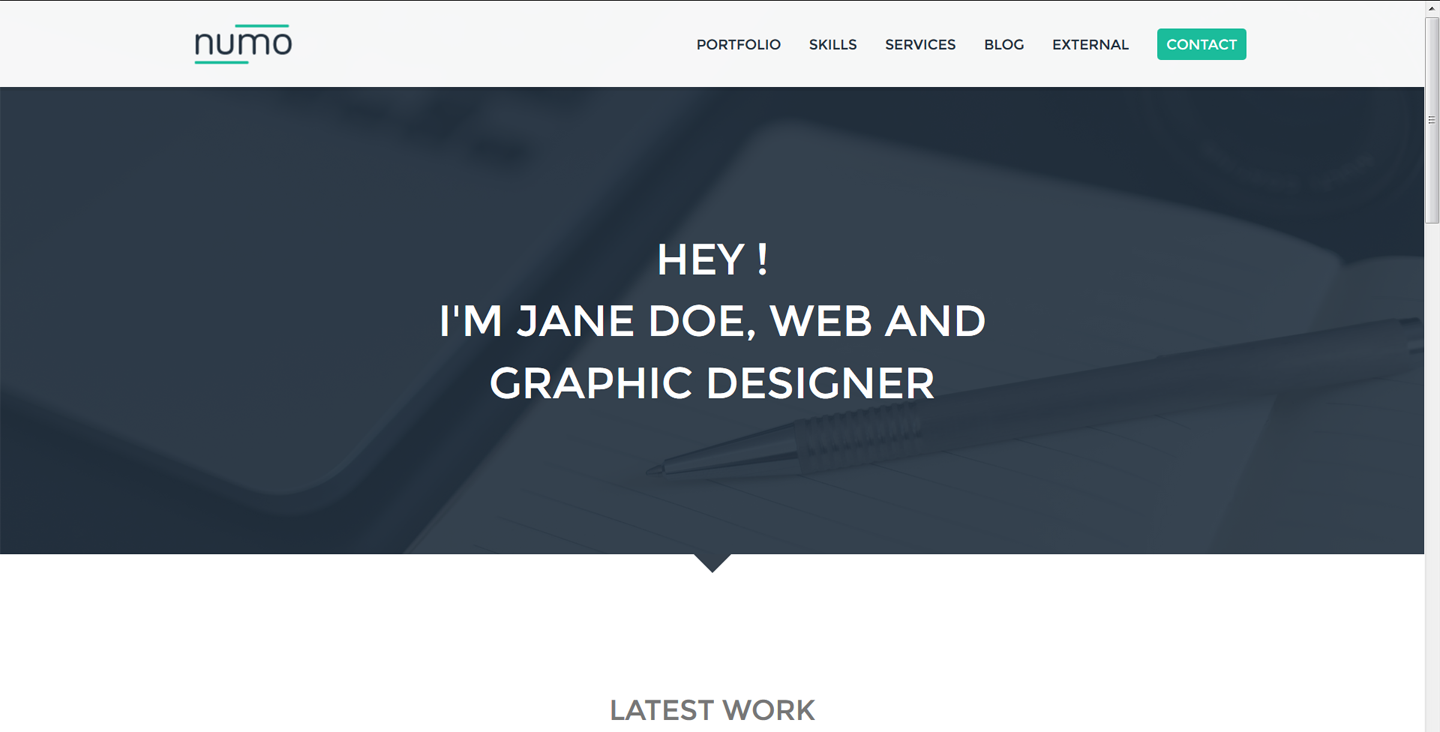 numo
PORTFOLIO SKILLS SERVICES BLOG EXTERNAL CONTACT
HEY !
I'M JANE DOE, WEB AND
GRAPHIC DESIGNER
LATEST WORK